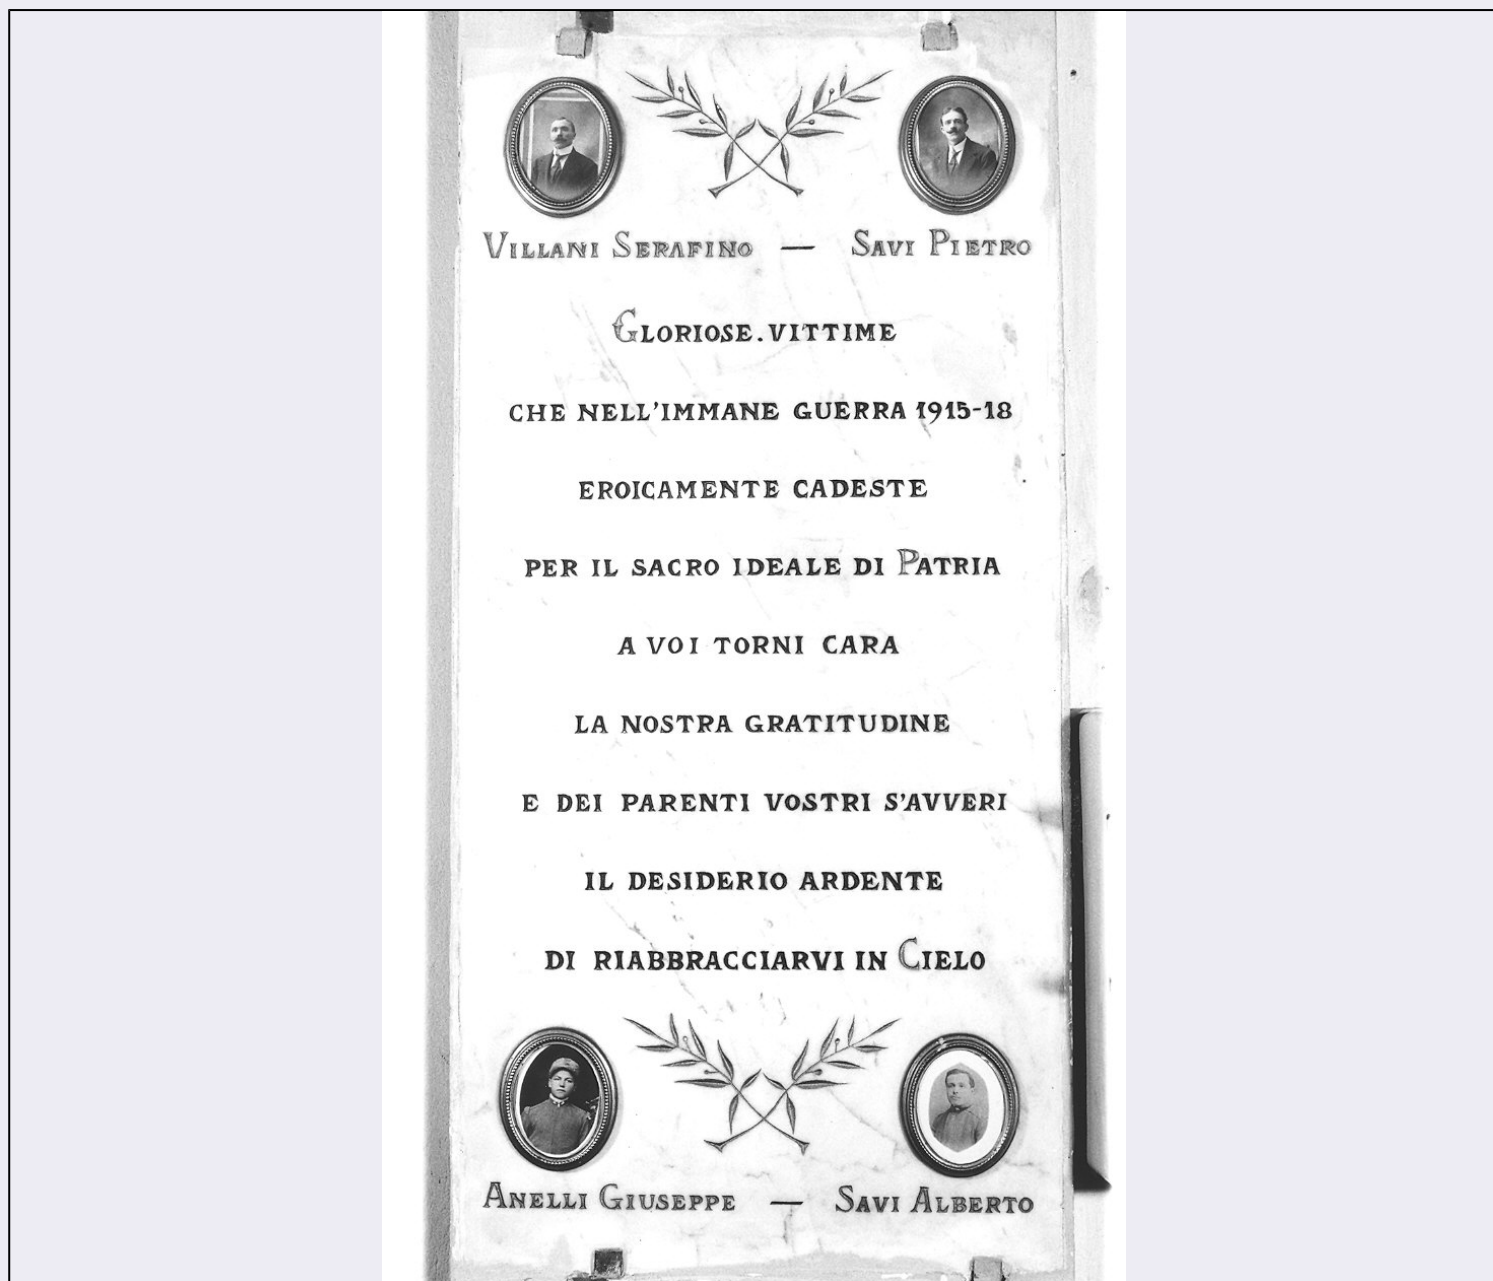 VILLANI SERAFINO — SAVI PIETRO
GLORIOSE.VITTIME
CHE NELL'IMMANE GUERRA 1915-18
EROICAMENTE CADESTE
PER IL SACRO IDEALE DI PATRIA
A VOI TORNI CARA
LA NOSTRA GRATITUDINE
E DEI PARENTI VOSTRI S'AVVERI
IL DESIDERIO ARDENTE
DI RIABBRACCIARVI IN CIELO
ANELLI GIUSEPPE — SAVI ALBERTO